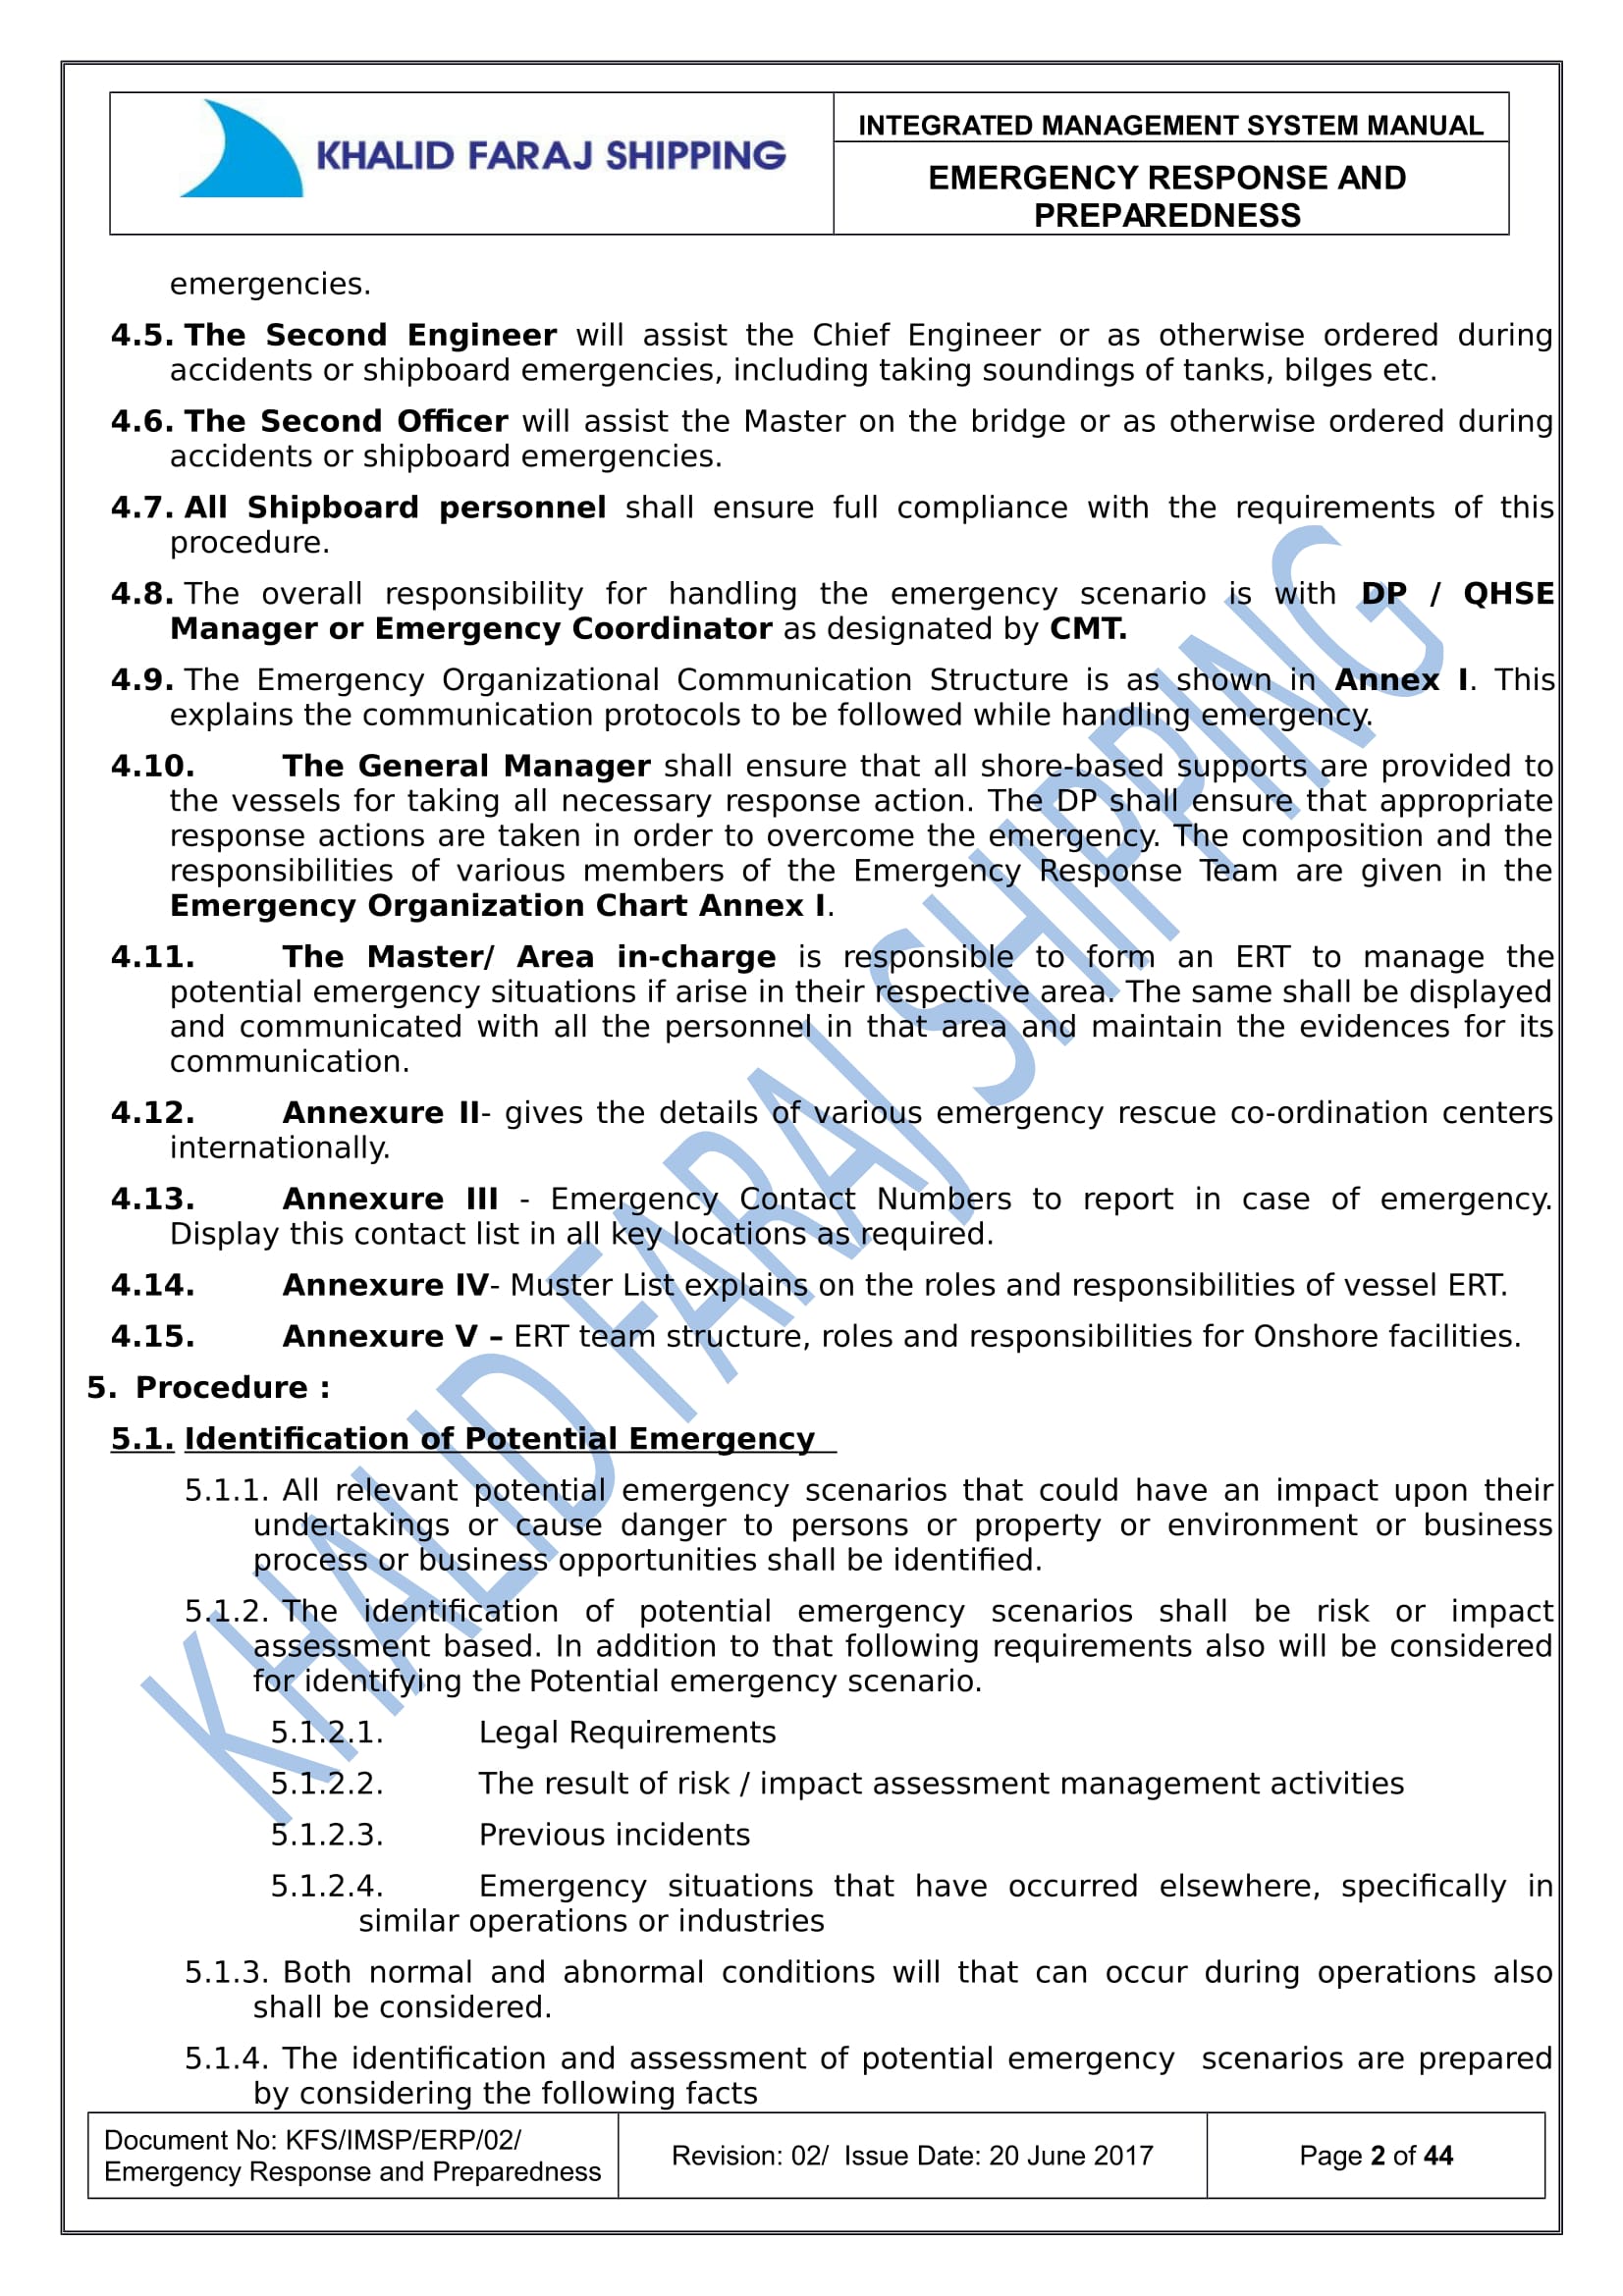 KHALID FARAJ SHIPPING
INTEGRATED MANAGEMENT SYSTEM MANUAL
EMERGENCY RESPONSE AND
PREPAREDNESS
emergencies.
4.5. The Second Engineer will assist the Chief Engineer or as otherwise ordered during
accidents or shipboard emergencies, including taking soundings of tanks, bilges etc.
4.6. The Second Officer will assist the Master on the bridge or as otherwise ordered during
accidents or shipboard emergencies.
4.7. All Shipboard personnel shall ensure full compliance with the requirements of this
procedure.
4.8. The overall responsibility for handling the emergency scenario is with DP / QHSE
Manager or Emergency Coordinator as designated by CMT.
4.9. The Emergency Organizational Communication Structure is as shown in Annex I. This
explains the communication protocols to be followed while handling emergency.
4.10. The General Manager shall ensure that all shore-based supports are provided to
the vessels for taking all necessary response action. The DP shall ensure that appropriate
response actions are taken in order to overcome the emergency. The composition and the
responsibilities of various members of the Emergency Response Team are given in the
Emergency Organization Chart Annex I.
4.11. The Master/ Area in-charge is responsible to form an ERT to manage the
potential emergency situations if arise in their respective area. The same shall be displayed
and communicated with all the personnel in that area and maintain the evidences for its
communication.
4.12. Annexure II- gives the details of various emergency rescue co-ordination centers
internationally.
4.13. Annexure III - Emergency Contact Numbers to report in case of emergency.
Display this contact list in all key locations as required.
4.14. Annexure IV- Muster List explains on the roles and responsibilities of vessel ERT.
4.15. Annexure V – ERT team structure, roles and responsibilities for Onshore facilities.
5. Procedure :
5.1. Identification of Potential Emergency
5.1.1. All relevant potential emergency scenarios that could have an impact upon their
undertakings or cause danger to persons or property or environment or business
process or business opportunities shall be identified.
5.1.2. The identification of potential emergency scenarios shall be risk or impact
assessment based. In addition to that following requirements also will be considered
for identifying the Potential emergency scenario.
5.1.2.1. Legal Requirements
5.1.2.2. The result of risk / impact assessment management activities
5.1.2.3. Previous incidents
5.1.2.4. Emergency situations that have occurred elsewhere, specifically in
similar operations or industries
5.1.3. Both normal and abnormal conditions will that can occur during operations also
shall be considered.
5.1.4. The identification and assessment of potential emergency scenarios are prepared
by considering the following facts
KHALID FARAJ SHIPPING
Document No: KFS/IMSP/ERP/02/
Emergency Response and Preparedness
Revision: 02/ Issue Date: 20 June 2017
Page 2 of 44